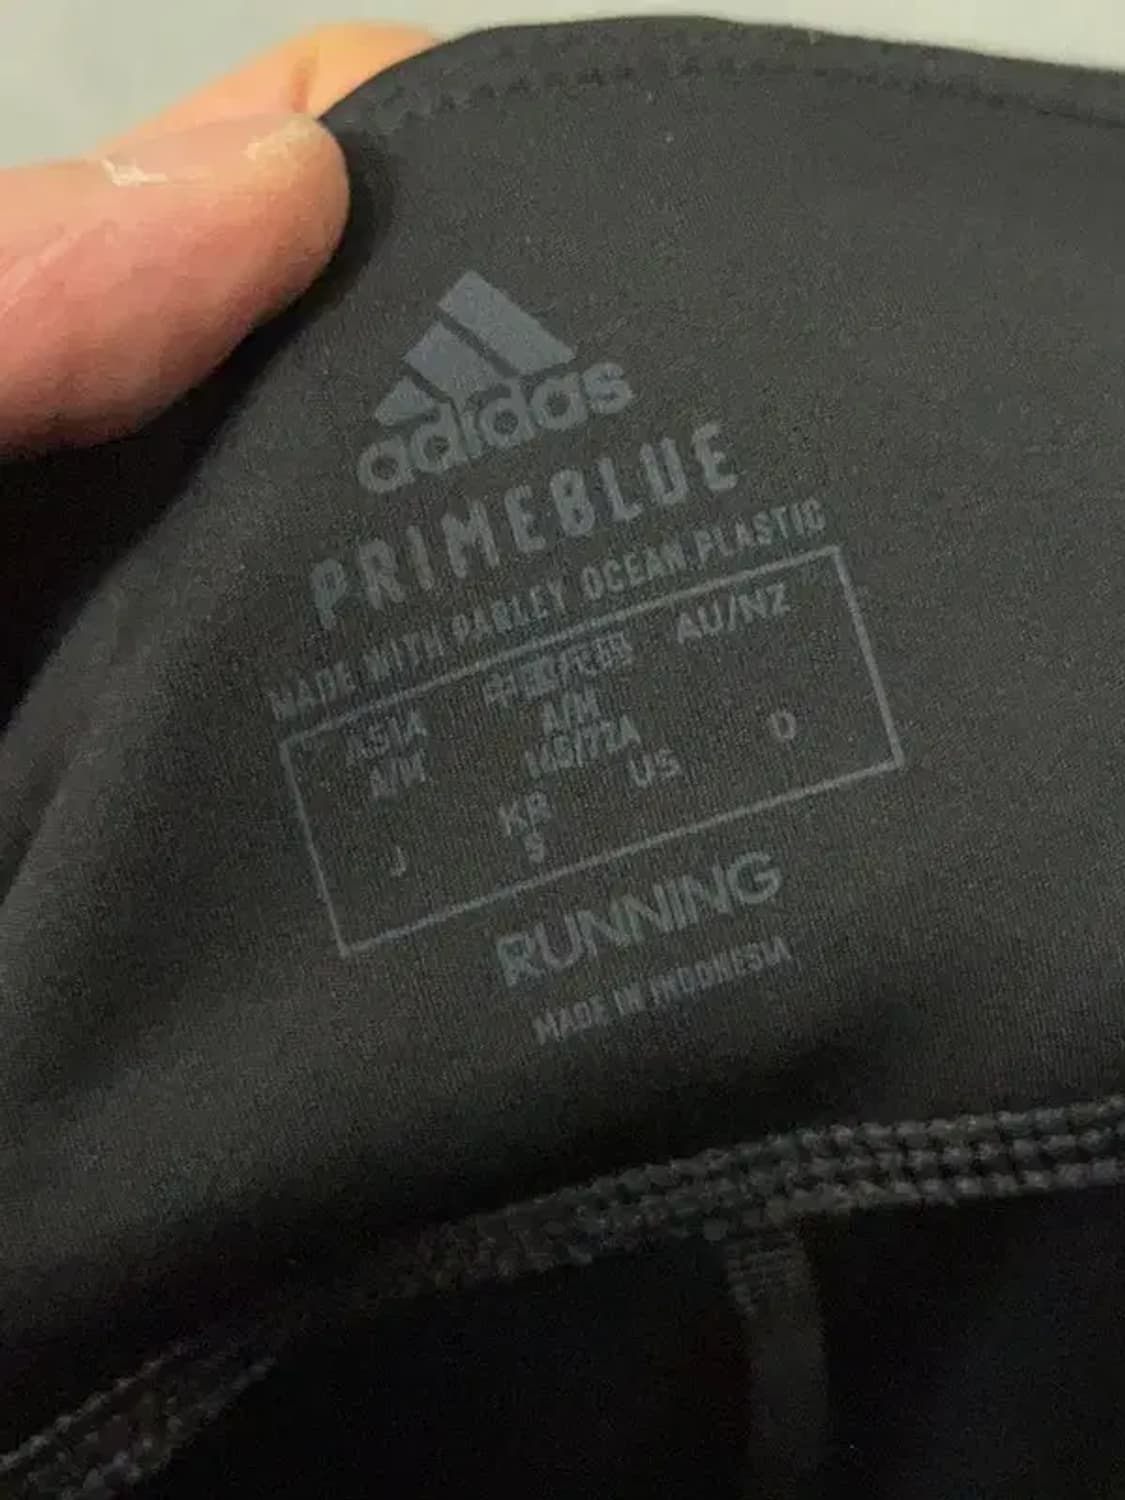 adidas
PRIMEBLUE
MADE WITH PARLEY OCEAN PLASTIC
ASIA AU/NZ
A/M A/M
KR US
J S
RUNNING
MADE IN INDONESIA